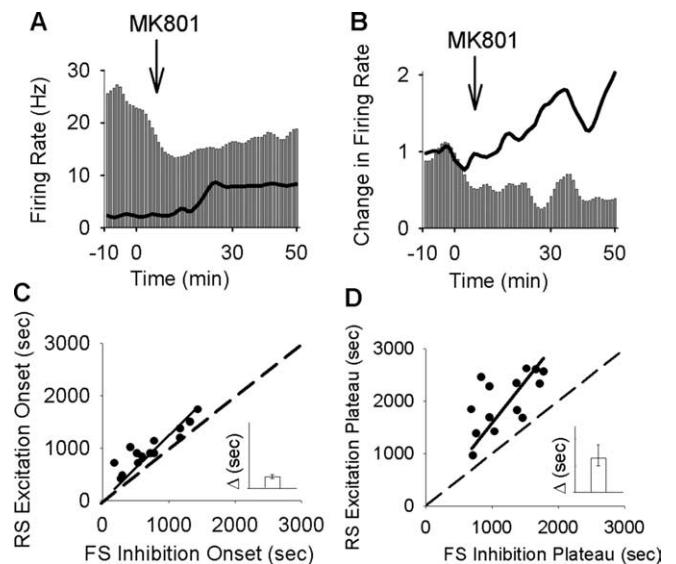 A
MK801
Firing Rate (Hz)
30
20
10
0
-10 0 30 50
Time (min)
B
MK801
Change in Firing Rate
2
1
0
-10 0 30 50
Time (min)
C
RS Excitation Onset (sec)
3000
2000
1000
0
0 1000 2000 3000
FS Inhibition Onset (sec)
Δ (sec)
D
RS Excitation Plateau (sec)
3000
2000
1000
0
0 1000 2000 3000
FS Inhibition Plateau (sec)
Δ (sec)